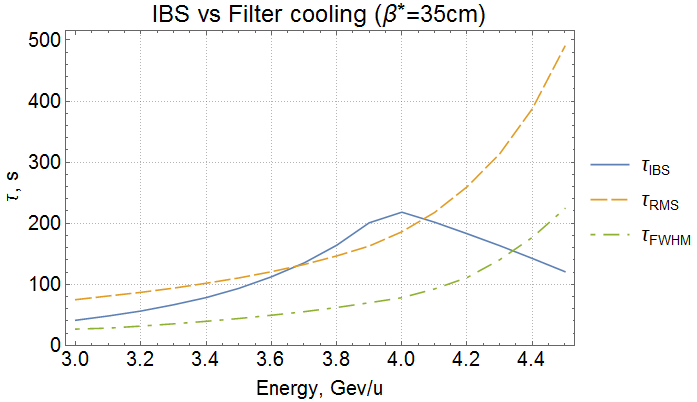 IBS vs Filter cooling (β*=35cm)
500
400
300
200
100
0
τ, s
3.0 3.2 3.4 3.6 3.8 4.0 4.2 4.4
Energy, Gev/u
τIBS
τRMS
τFWHM